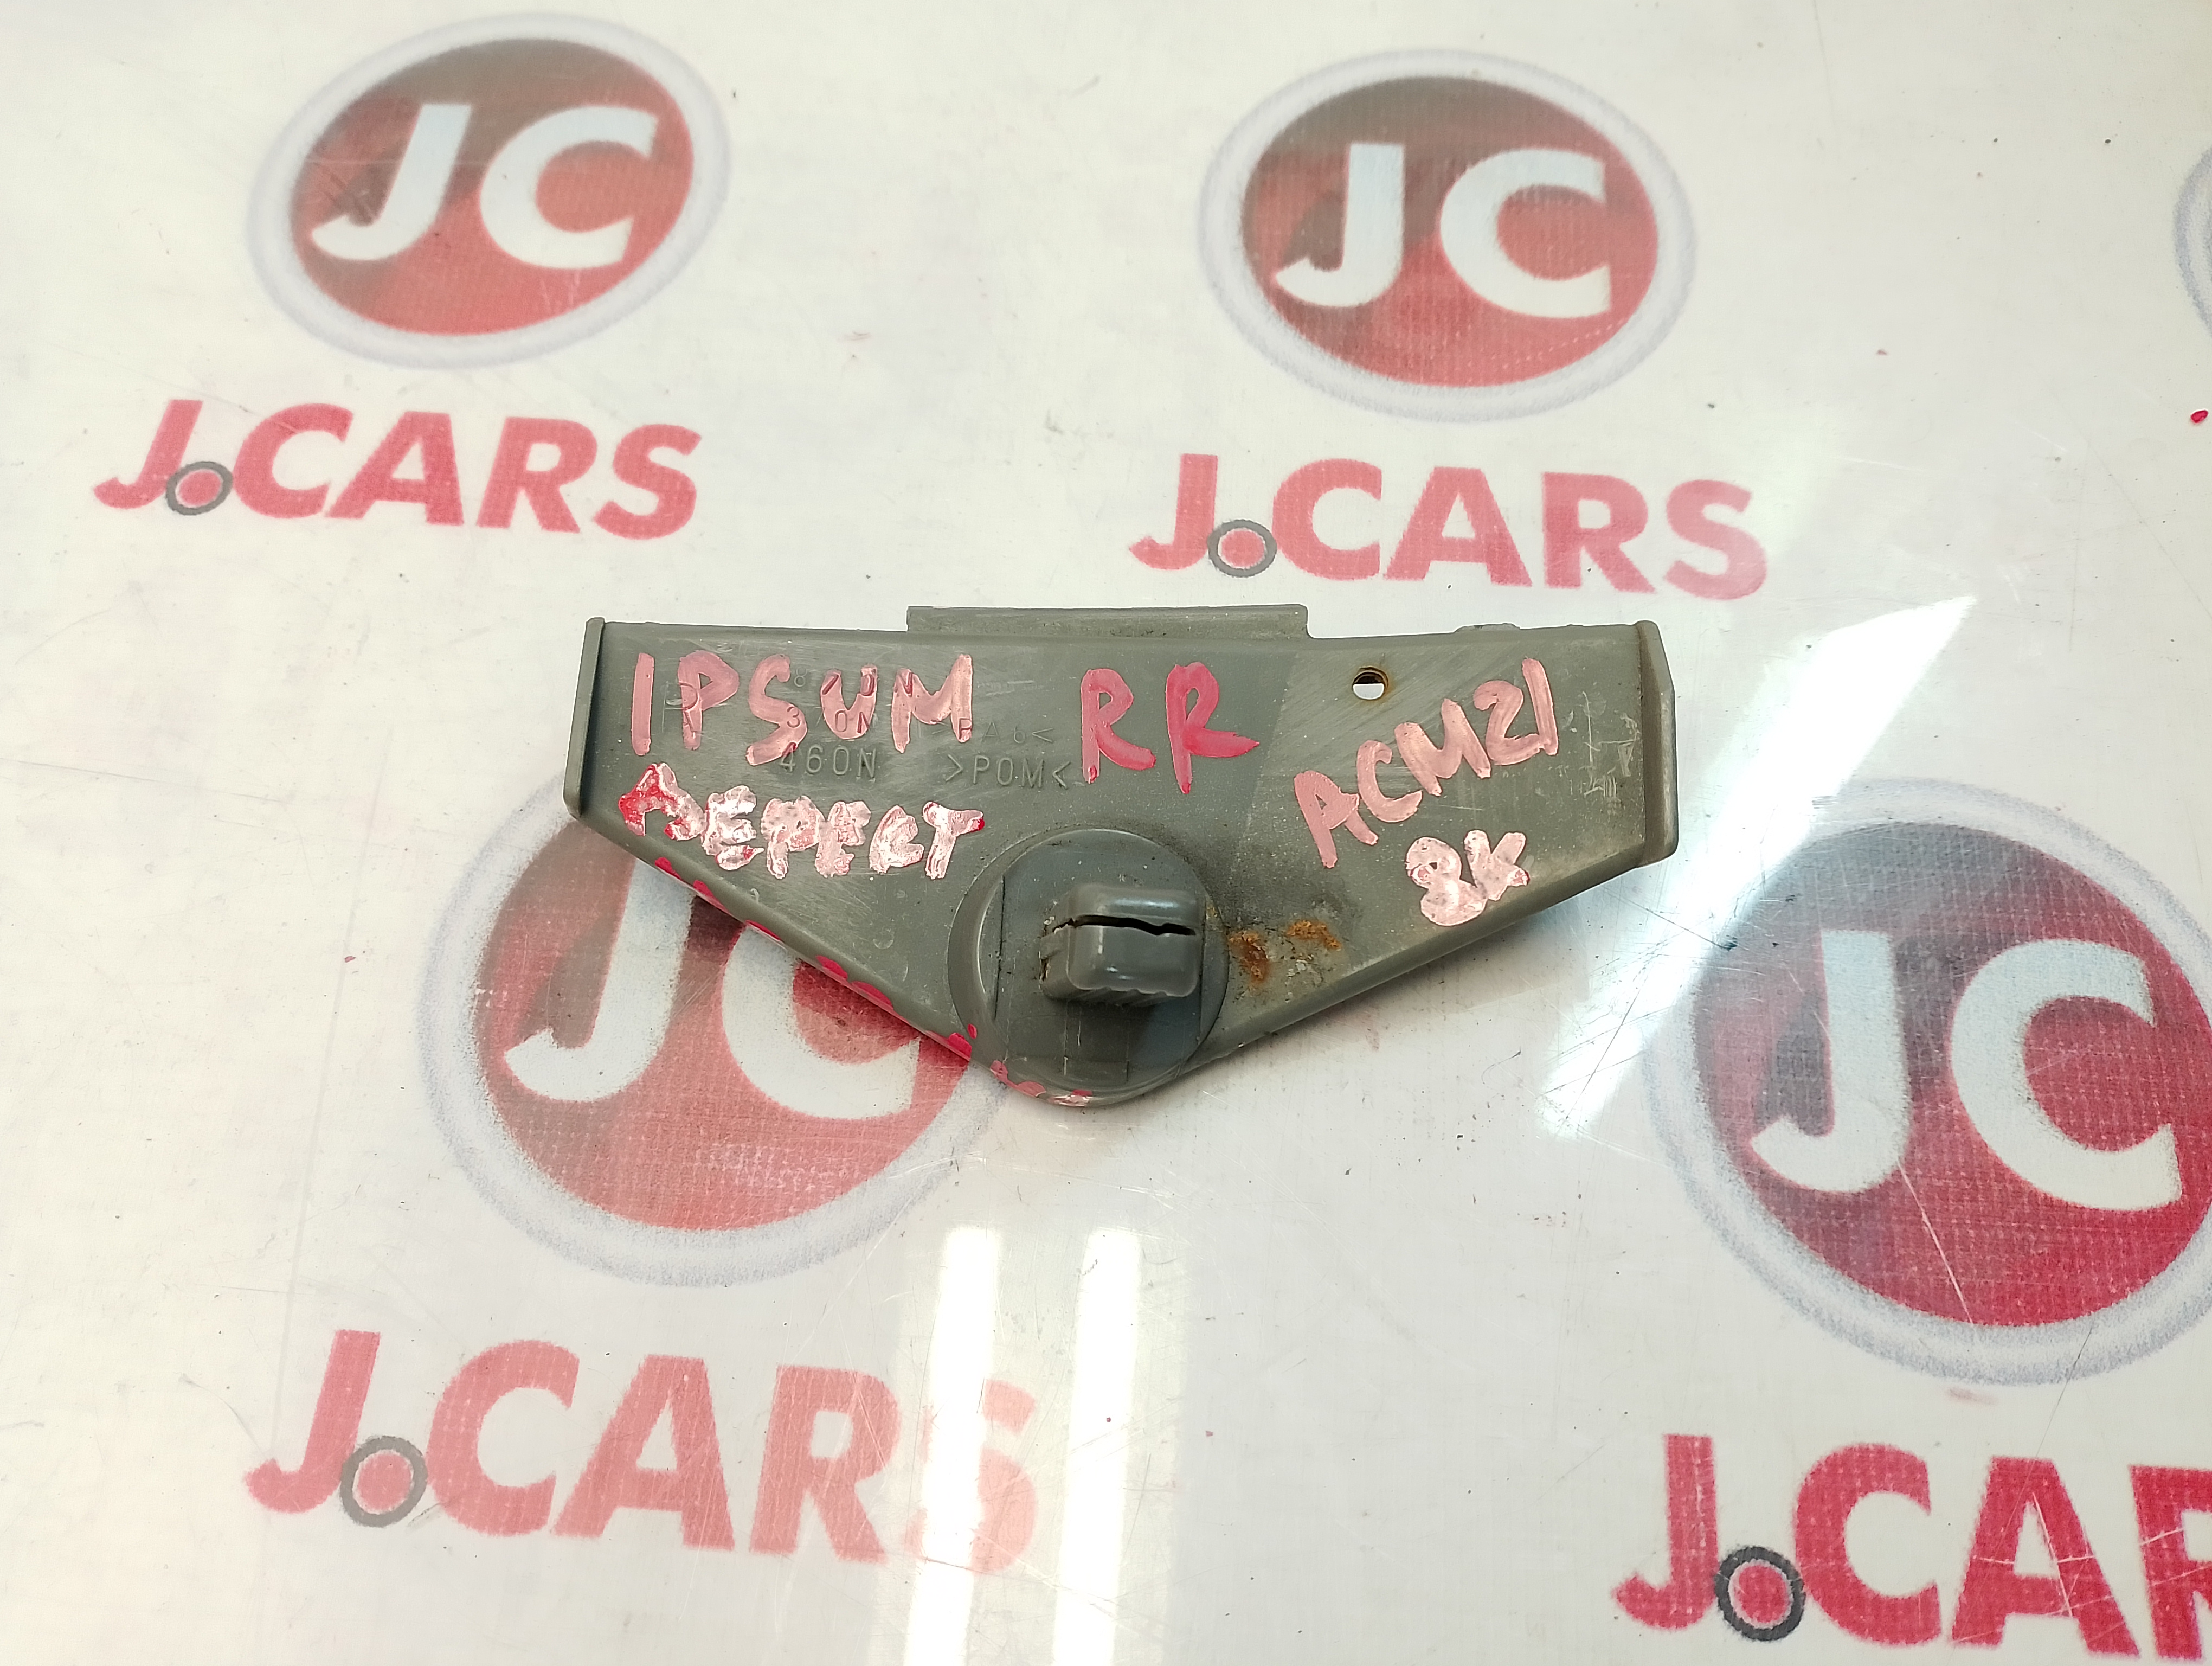 JC
JC
J.CARS
J.CARS
IPSUM RR
ACM21
460N >POM<
ДЕФЕКТ
8K
JC
JC
J.CARS
J.CAR